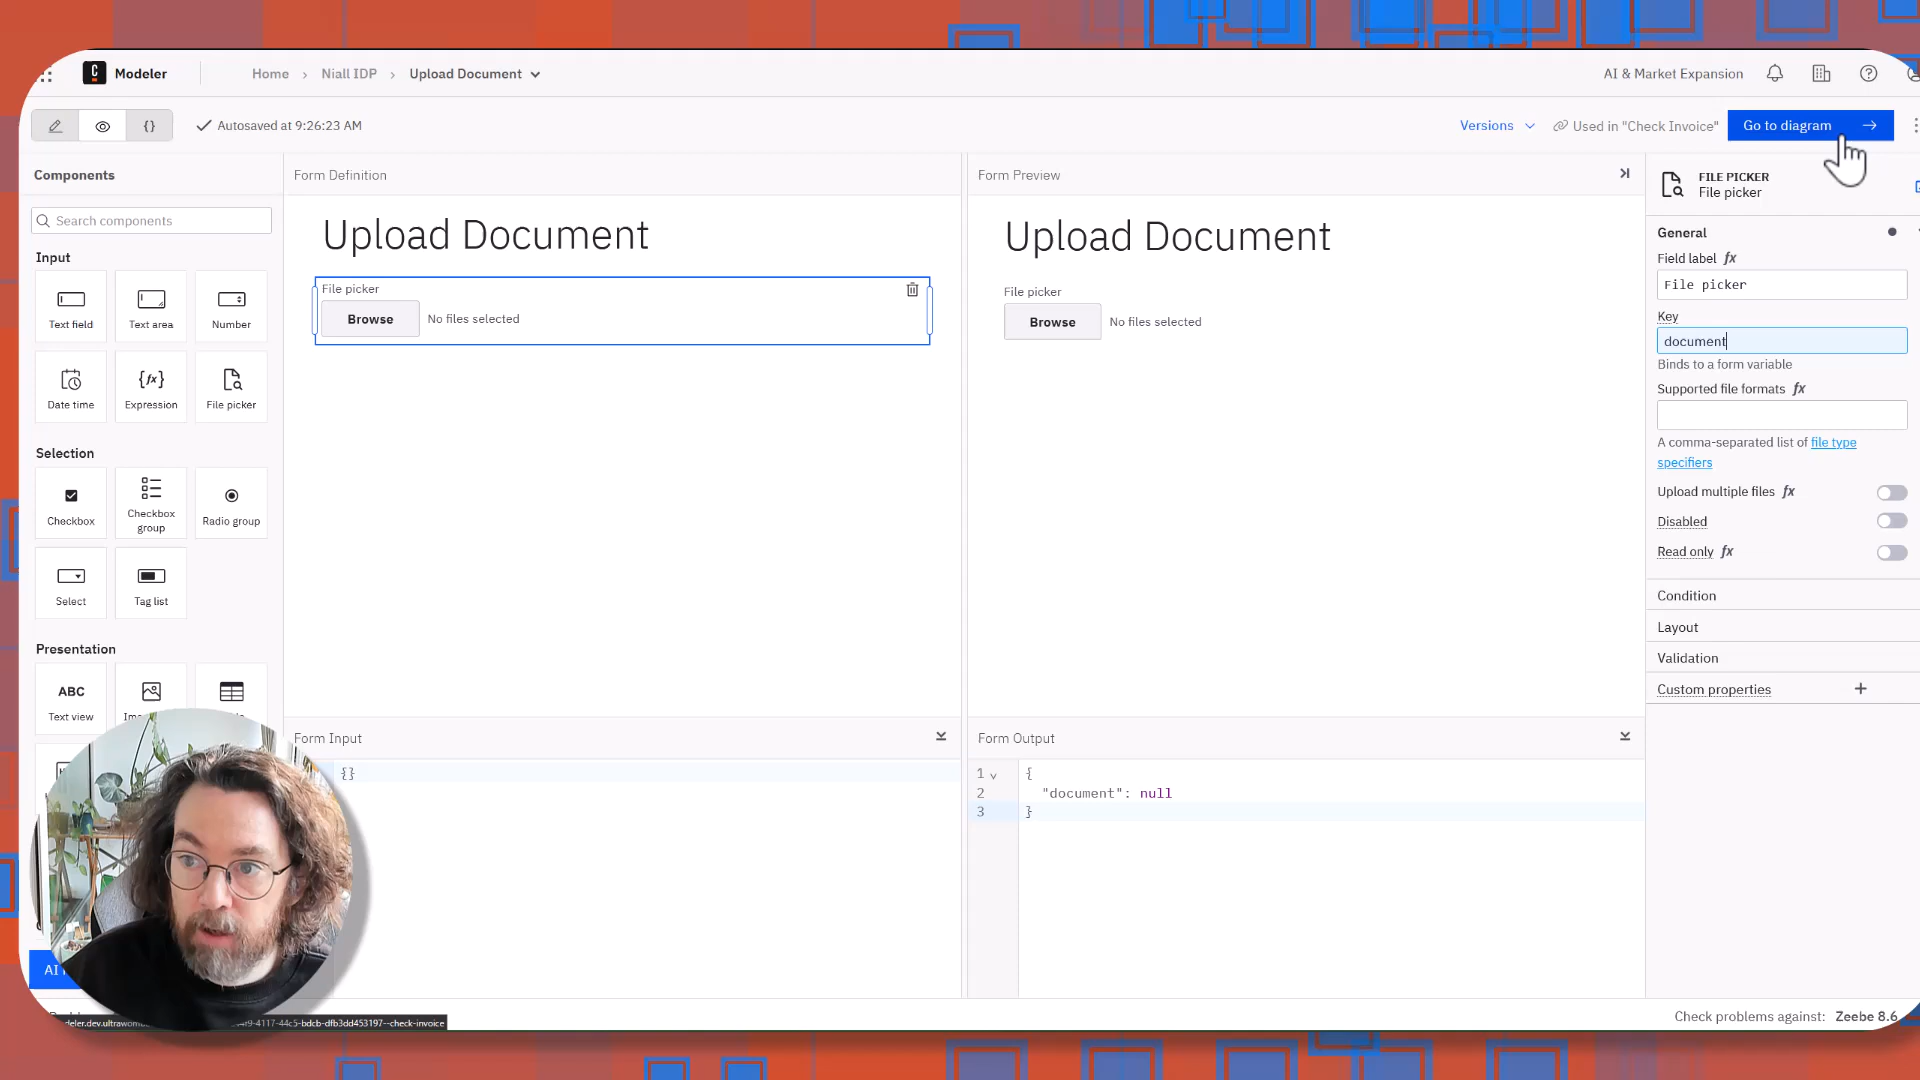 C Modeler
Home › Niall IDP › Upload Document
AI & Market Expansion
{}
Autosaved at 9:26:23 AM
Versions
Used in "Check Invoice"
Go to diagram
Components
Search components
Input
Text field
Text area
Number
Date time
{fx}
Expression
File picker
Selection
Checkbox
Checkbox
group
Radio group
Select
Tag list
Presentation
ABC
Text view
AI
Form Definition
Upload Document
File picker
Browse
No files selected
Form Input
{}
Form Preview
Upload Document
File picker
Browse
No files selected
Form Output
1 {
2 "document": null
3 }
FILE PICKER
File picker
General
Field label fx
File picker
Key
document
Binds to a form variable
Supported file formats fx
A comma-separated list of file type
specifiers
Upload multiple files fx
Disabled
Read only fx
Condition
Layout
Validation
Custom properties +
Check problems against: Zeebe 8.6